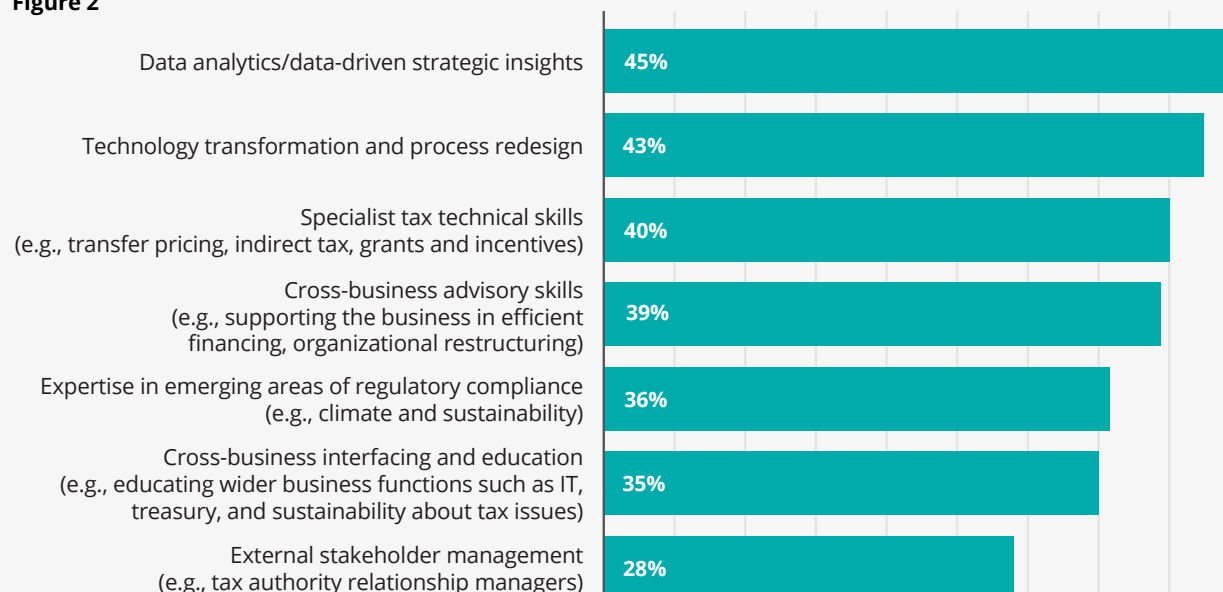 Figure 2
Data analytics/data-driven strategic insights
45%
Technology transformation and process redesign
43%
Specialist tax technical skills
(e.g., transfer pricing, indirect tax, grants and incentives)
40%
Cross-business advisory skills
(e.g., supporting the business in efficient
financing, organizational restructuring)
39%
Expertise in emerging areas of regulatory compliance
(e.g., climate and sustainability)
36%
Cross-business interfacing and education
(e.g., educating wider business functions such as IT,
treasury, and sustainability about tax issues)
35%
External stakeholder management
(e.g., tax authority relationship managers)
28%